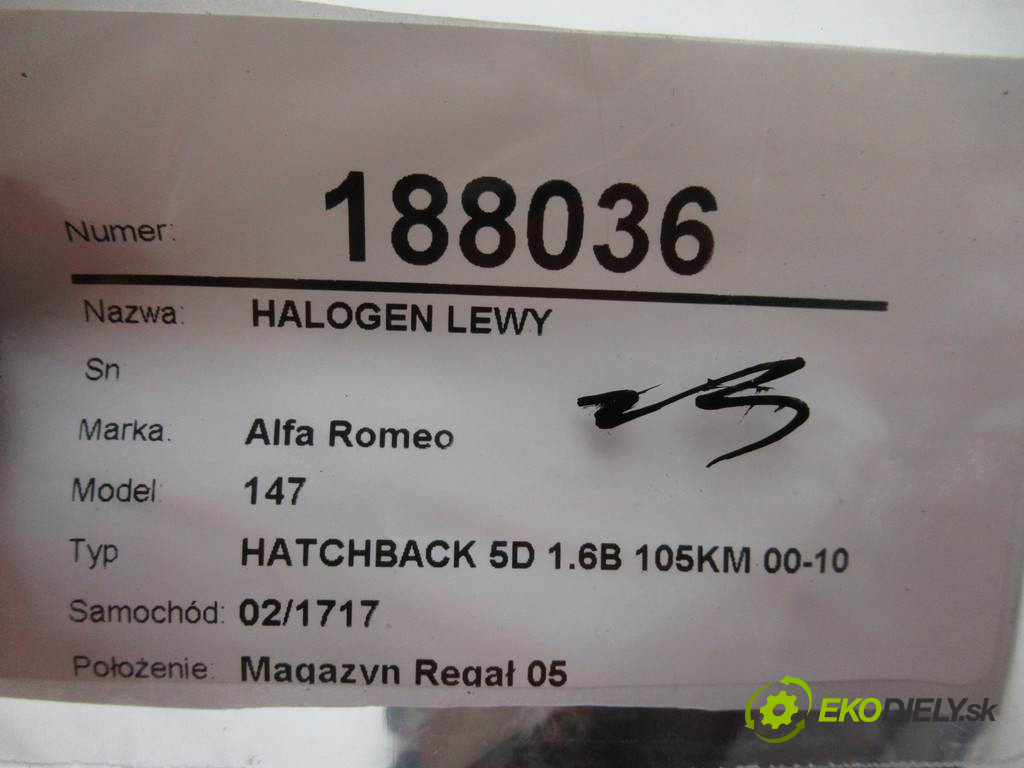 Numer: 188036
Nazwa: HALOGEN LEWY
Sn
Marka: Alfa Romeo
Model: 147
Typ HATCHBACK 5D 1.6B 105KM 00-10
Samochód: 02/1717
Położenie: Magazyn Regał 05
EKODIELY.sk